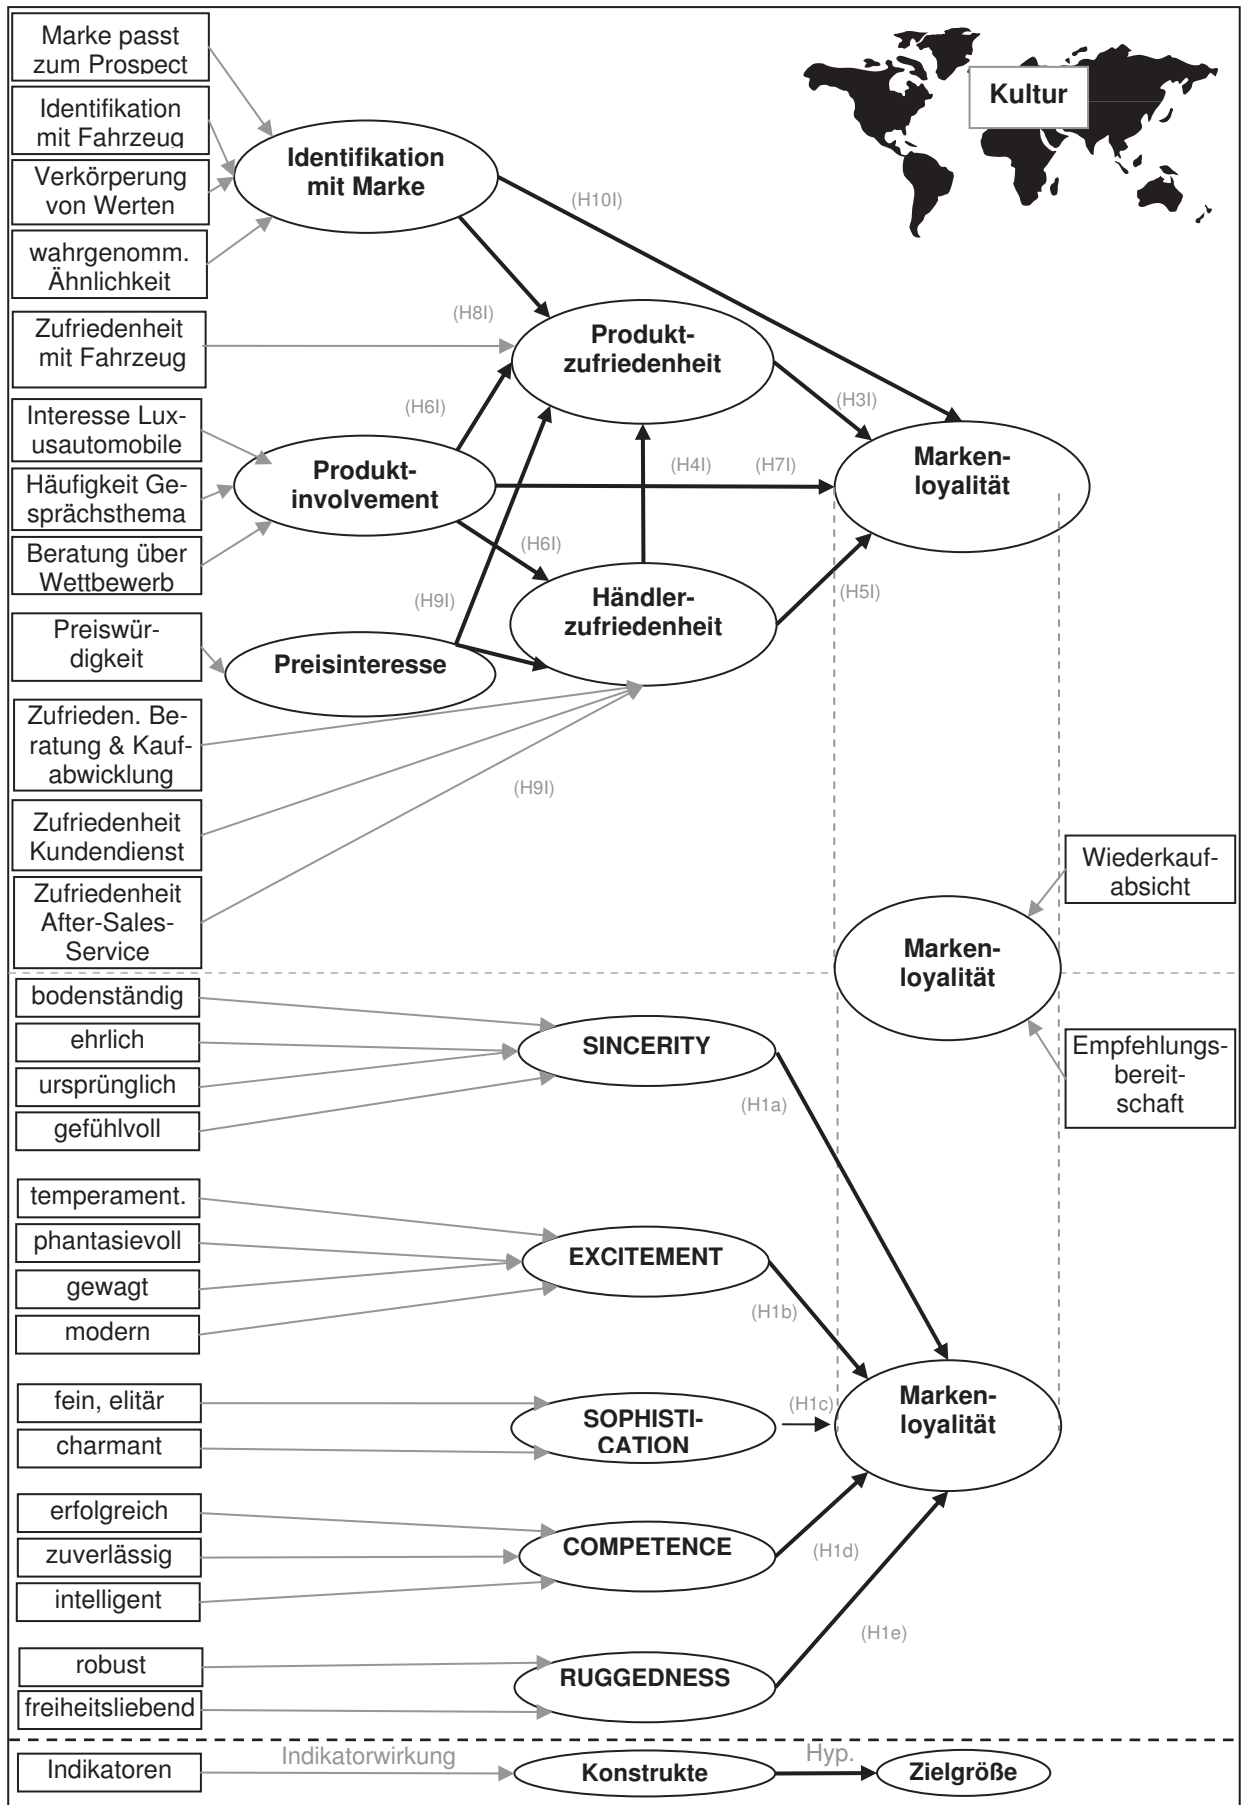 Marke passt
zum Prospect
Kultur
Identifikation
mit Fahrzeug
Identifikation
mit Marke
Verkörperung
von Werten
(H10I)
wahrgenomm.
Ähnlichkeit
(H8I)
Zufriedenheit
mit Fahrzeug
Produkt-
zufriedenheit
(H6I)
(H3I)
Interesse Lux-
usautomobile
Produkt-
involvement
(H4I)
(H7I)
Marken-
loyalität
Häufigkeit Ge-
sprächsthema
Beratung über
Wettbewerb
(H6I)
(H9I)
Händler-
zufriedenheit
(H5I)
Preiswür-
digkeit
Preisinteresse
Zufrieden. Be-
ratung & Kauf-
abwicklung
(H9I)
Zufriedenheit
Kundendienst
Wiederkauf-
absicht
Zufriedenheit
After-Sales-
Service
Marken-
loyalität
bodenständig
ehrlich
SINCERITY
Empfehlungs-
bereit-
schaft
ursprünglich
(H1a)
gefühlvoll
temperament.
phantasievoll
EXCITEMENT
gewagt
(H1b)
modern
fein, elitär
(H1c)
SOPHISTI-
CATION
Marken-
loyalität
charmant
erfolgreich
zuverlässig
COMPETENCE
(H1d)
intelligent
(H1e)
robust
RUGGEDNESS
freiheitsliebend
Indikatoren
Indikatorwirkung
Konstrukte
Hyp.
Zielgröße